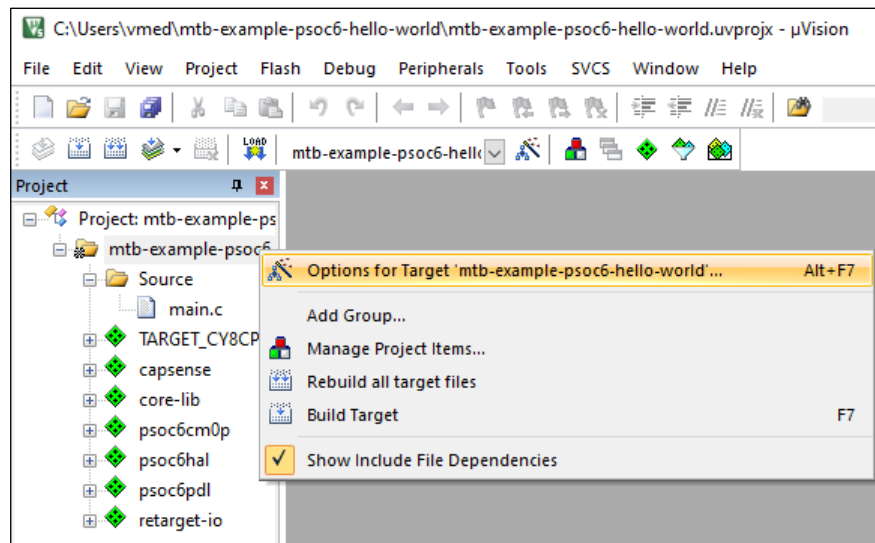 C:\Users\vmed\mtb-example-psoc6-hello-world\mtb-example-psoc6-hello-world.uvprojx - µVision
File Edit View Project Flash Debug Peripherals Tools SVCS Window Help
LOAD
mtb-example-psoc6-hell
Project
Project: mtb-example-ps
mtb-example-psoc6
Source
main.c
TARGET_CY8CP
capsense
core-lib
psoc6cm0p
psoc6hal
psoc6pdl
retarget-io
Options for Target 'mtb-example-psoc6-hello-world'... Alt+F7
Add Group...
Manage Project Items...
Rebuild all target files
Build Target F7
Show Include File Dependencies